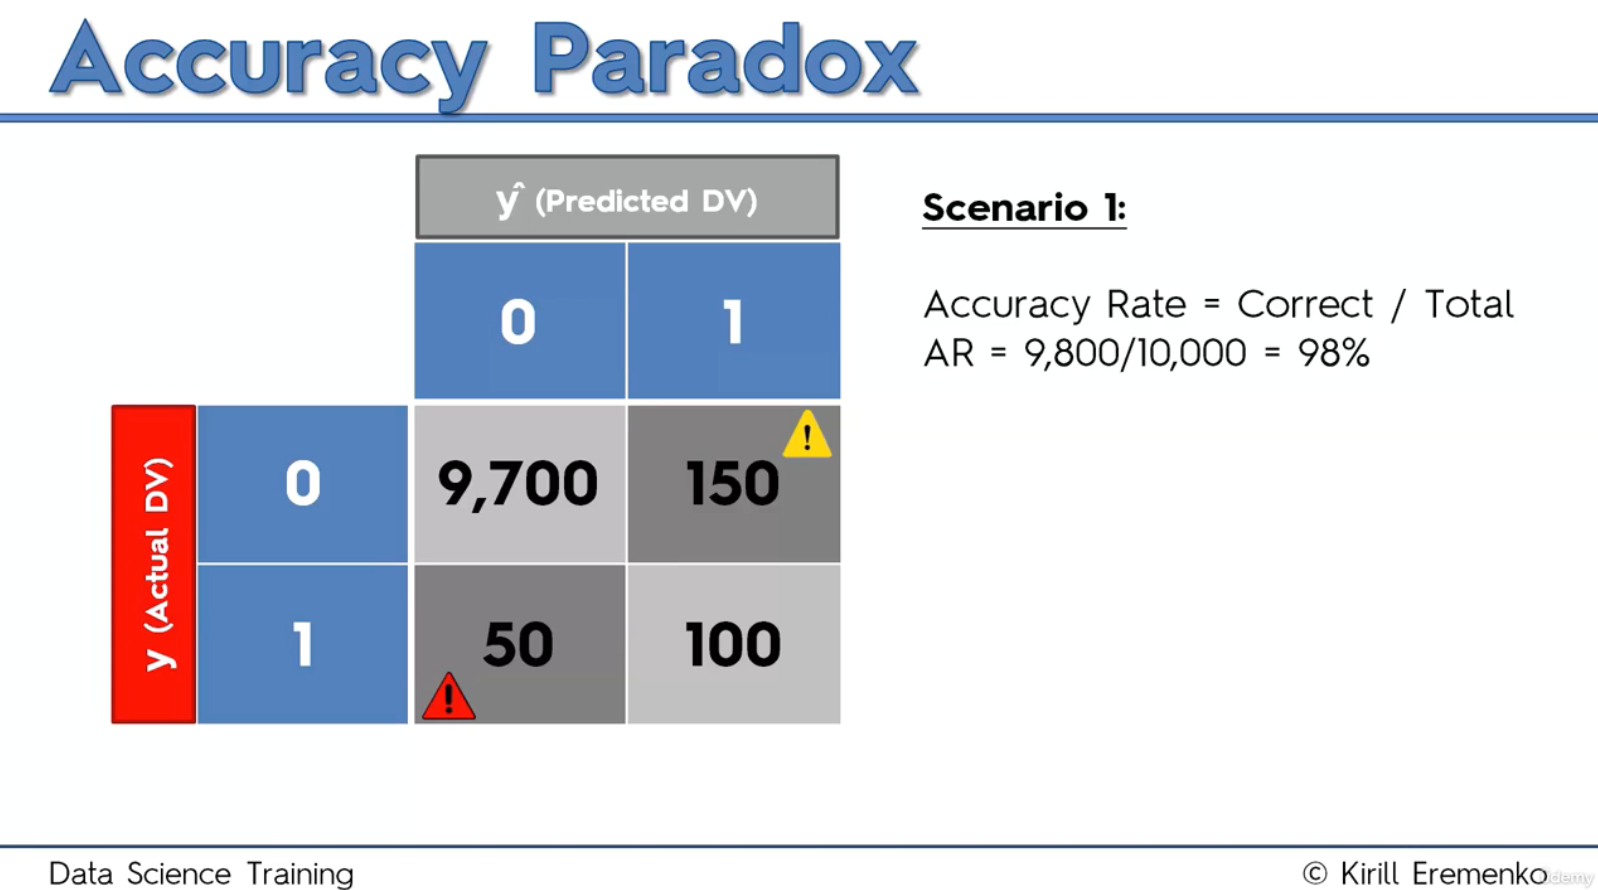 Accuracy Paradox
ŷ (Predicted DV)
Scenario 1:
0 1
Accuracy Rate = Correct / Total
AR = 9,800/10,000 = 98%
y (Actual DV)
0 9,700 150
1 50 100
Data Science Training
© Kirill Eremenko
Udemy